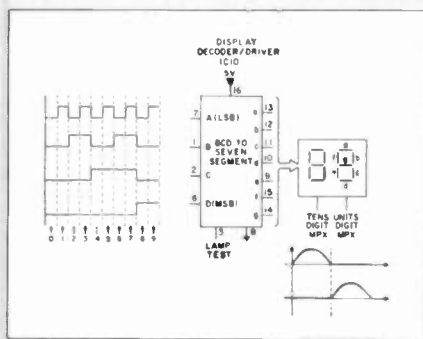 DISPLAY
DECODER/DRIVER
IC10
5V
16
7 A(LSB)
1 B
2 C
6 D(MSB)
BCD TO
SEVEN
SEGMENT
a 13
b 12
c 11
d 10
e 9
f 15
g 14
3
8
LAMP
TEST
a
f g b
e c
d
TENS UNITS
DIGIT DIGIT
MPX MPX
0 1 2 3 4 5 6 7 8 9